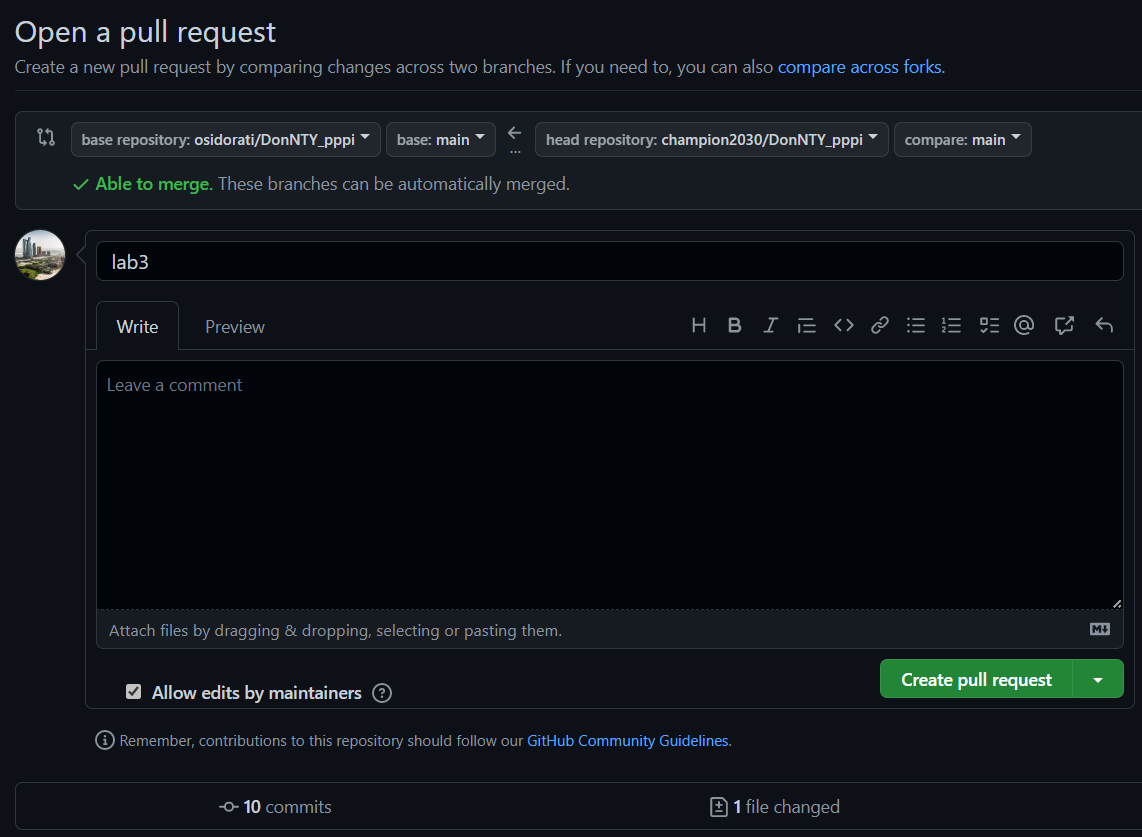 Open a pull request
Create a new pull request by comparing changes across two branches. If you need to, you can also compare across forks.
base repository: osidorati/DonNTY_pppi base: main ... head repository: champion2030/DonNTY_pppi compare: main
Able to merge. These branches can be automatically merged.
lab3
Write Preview
Leave a comment
Attach files by dragging & dropping, selecting or pasting them.
Allow edits by maintainers
Create pull request
Remember, contributions to this repository should follow our GitHub Community Guidelines.
10 commits 1 file changed